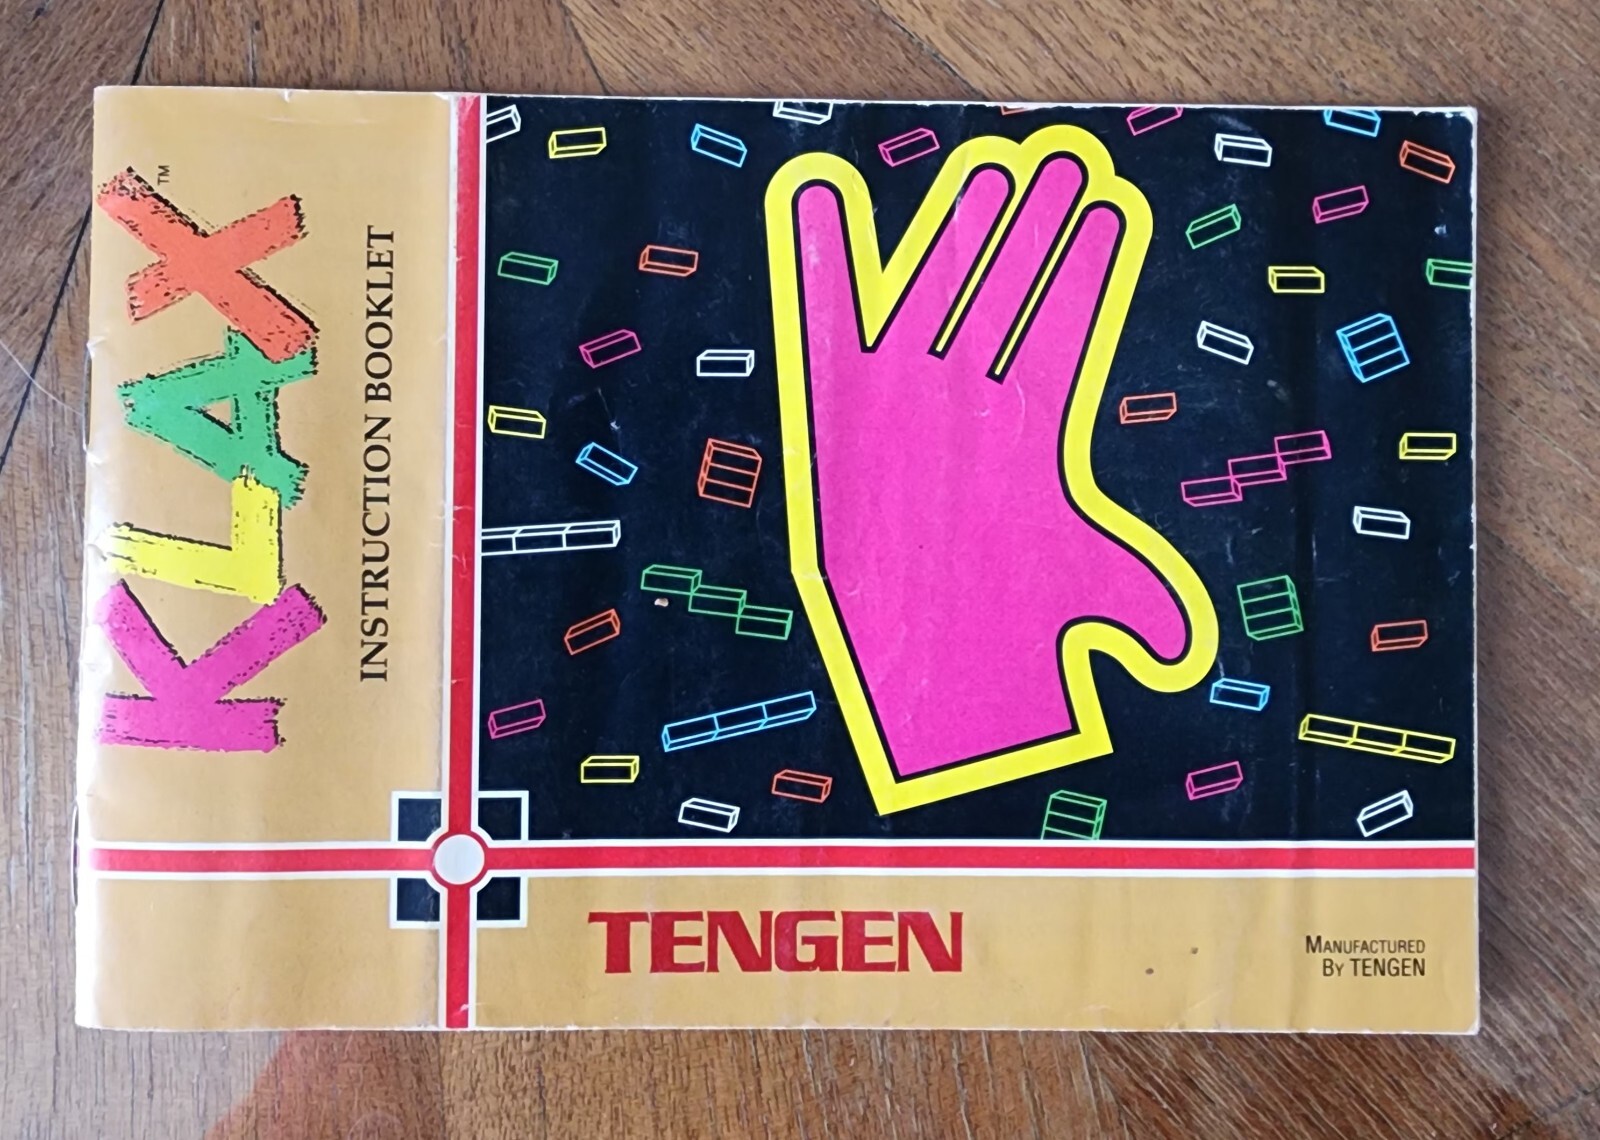 KLAX™
INSTRUCTION BOOKLET
TENGEN
MANUFACTURED
BY TENGEN